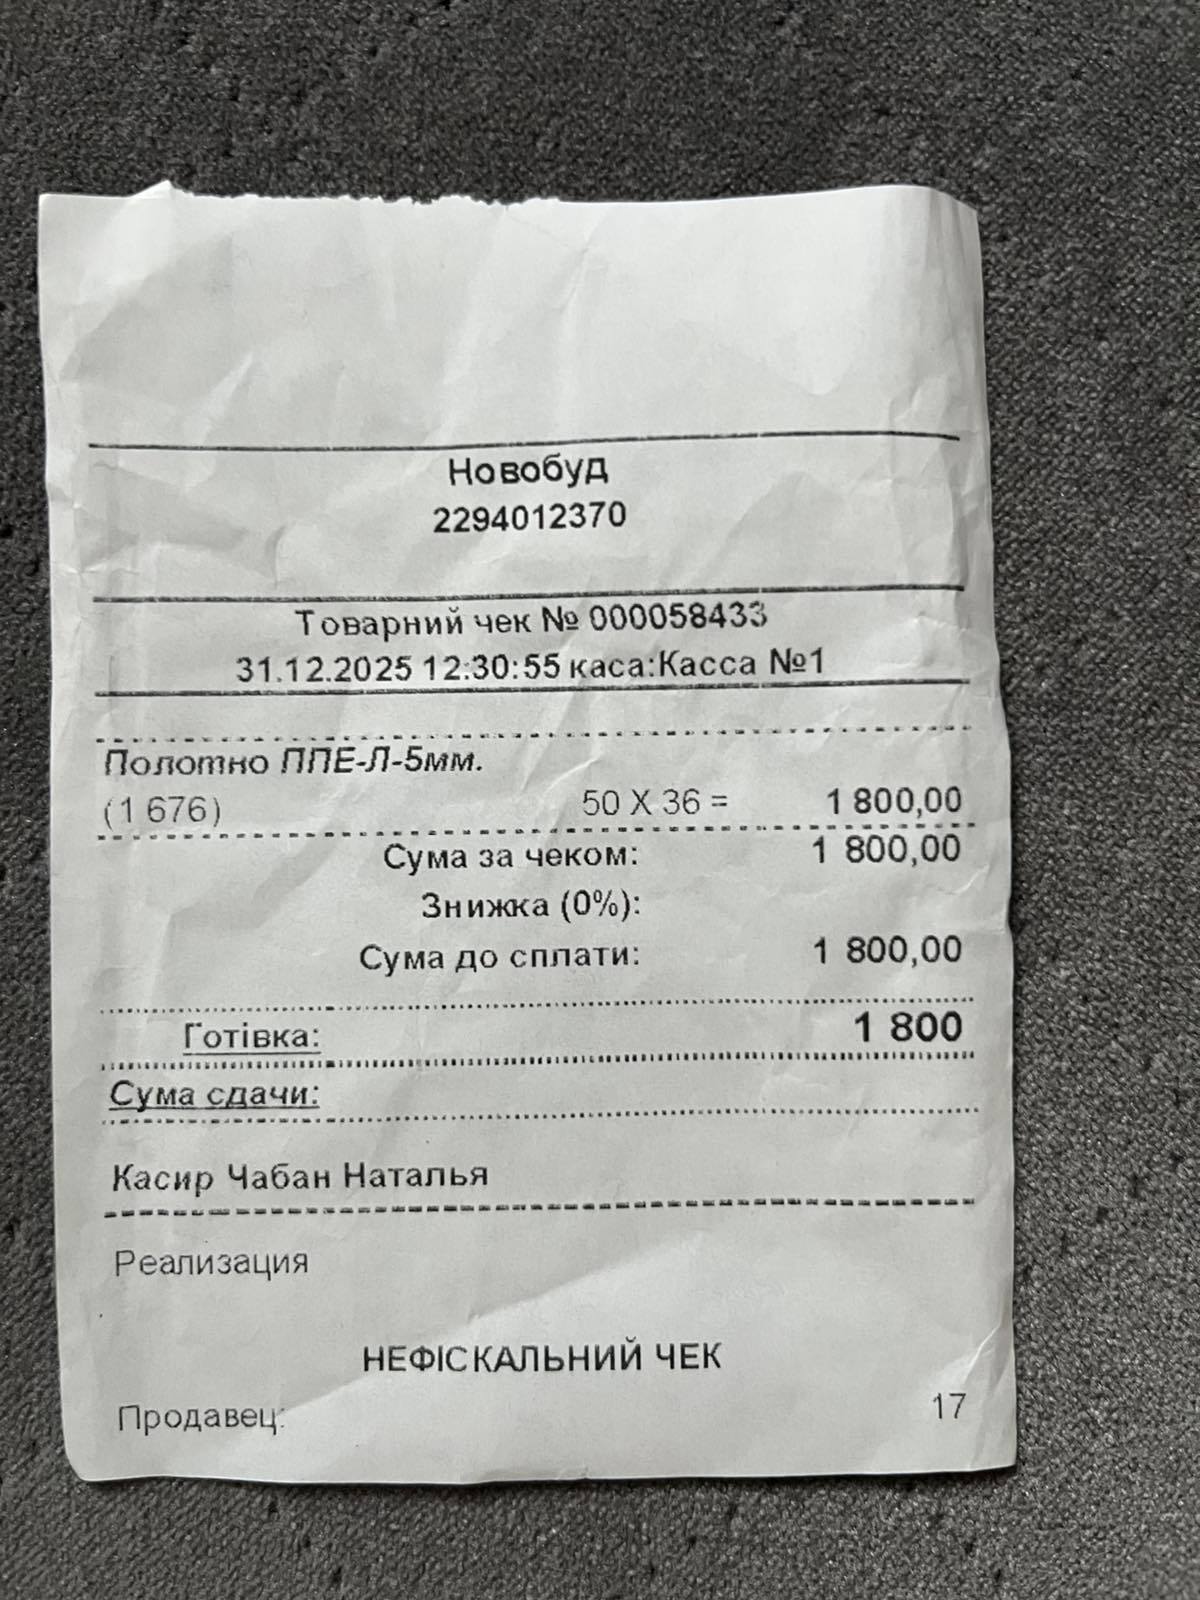 Новобуд
2294012370
Товарний чек № 000058433
31.12.2025 12:30:55 каса:Касса №1
Полотно ППЕ-Л-5мм.
(1 676) 50 X 36 = 1 800,00
Сума за чеком: 1 800,00
Знижка (0%):
Сума до сплати: 1 800,00
Готівка: 1 800
Сума сдачи:
Касир Чабан Наталья
Реализация
НЕФІСКАЛЬНИЙ ЧЕК
Продавец: 17